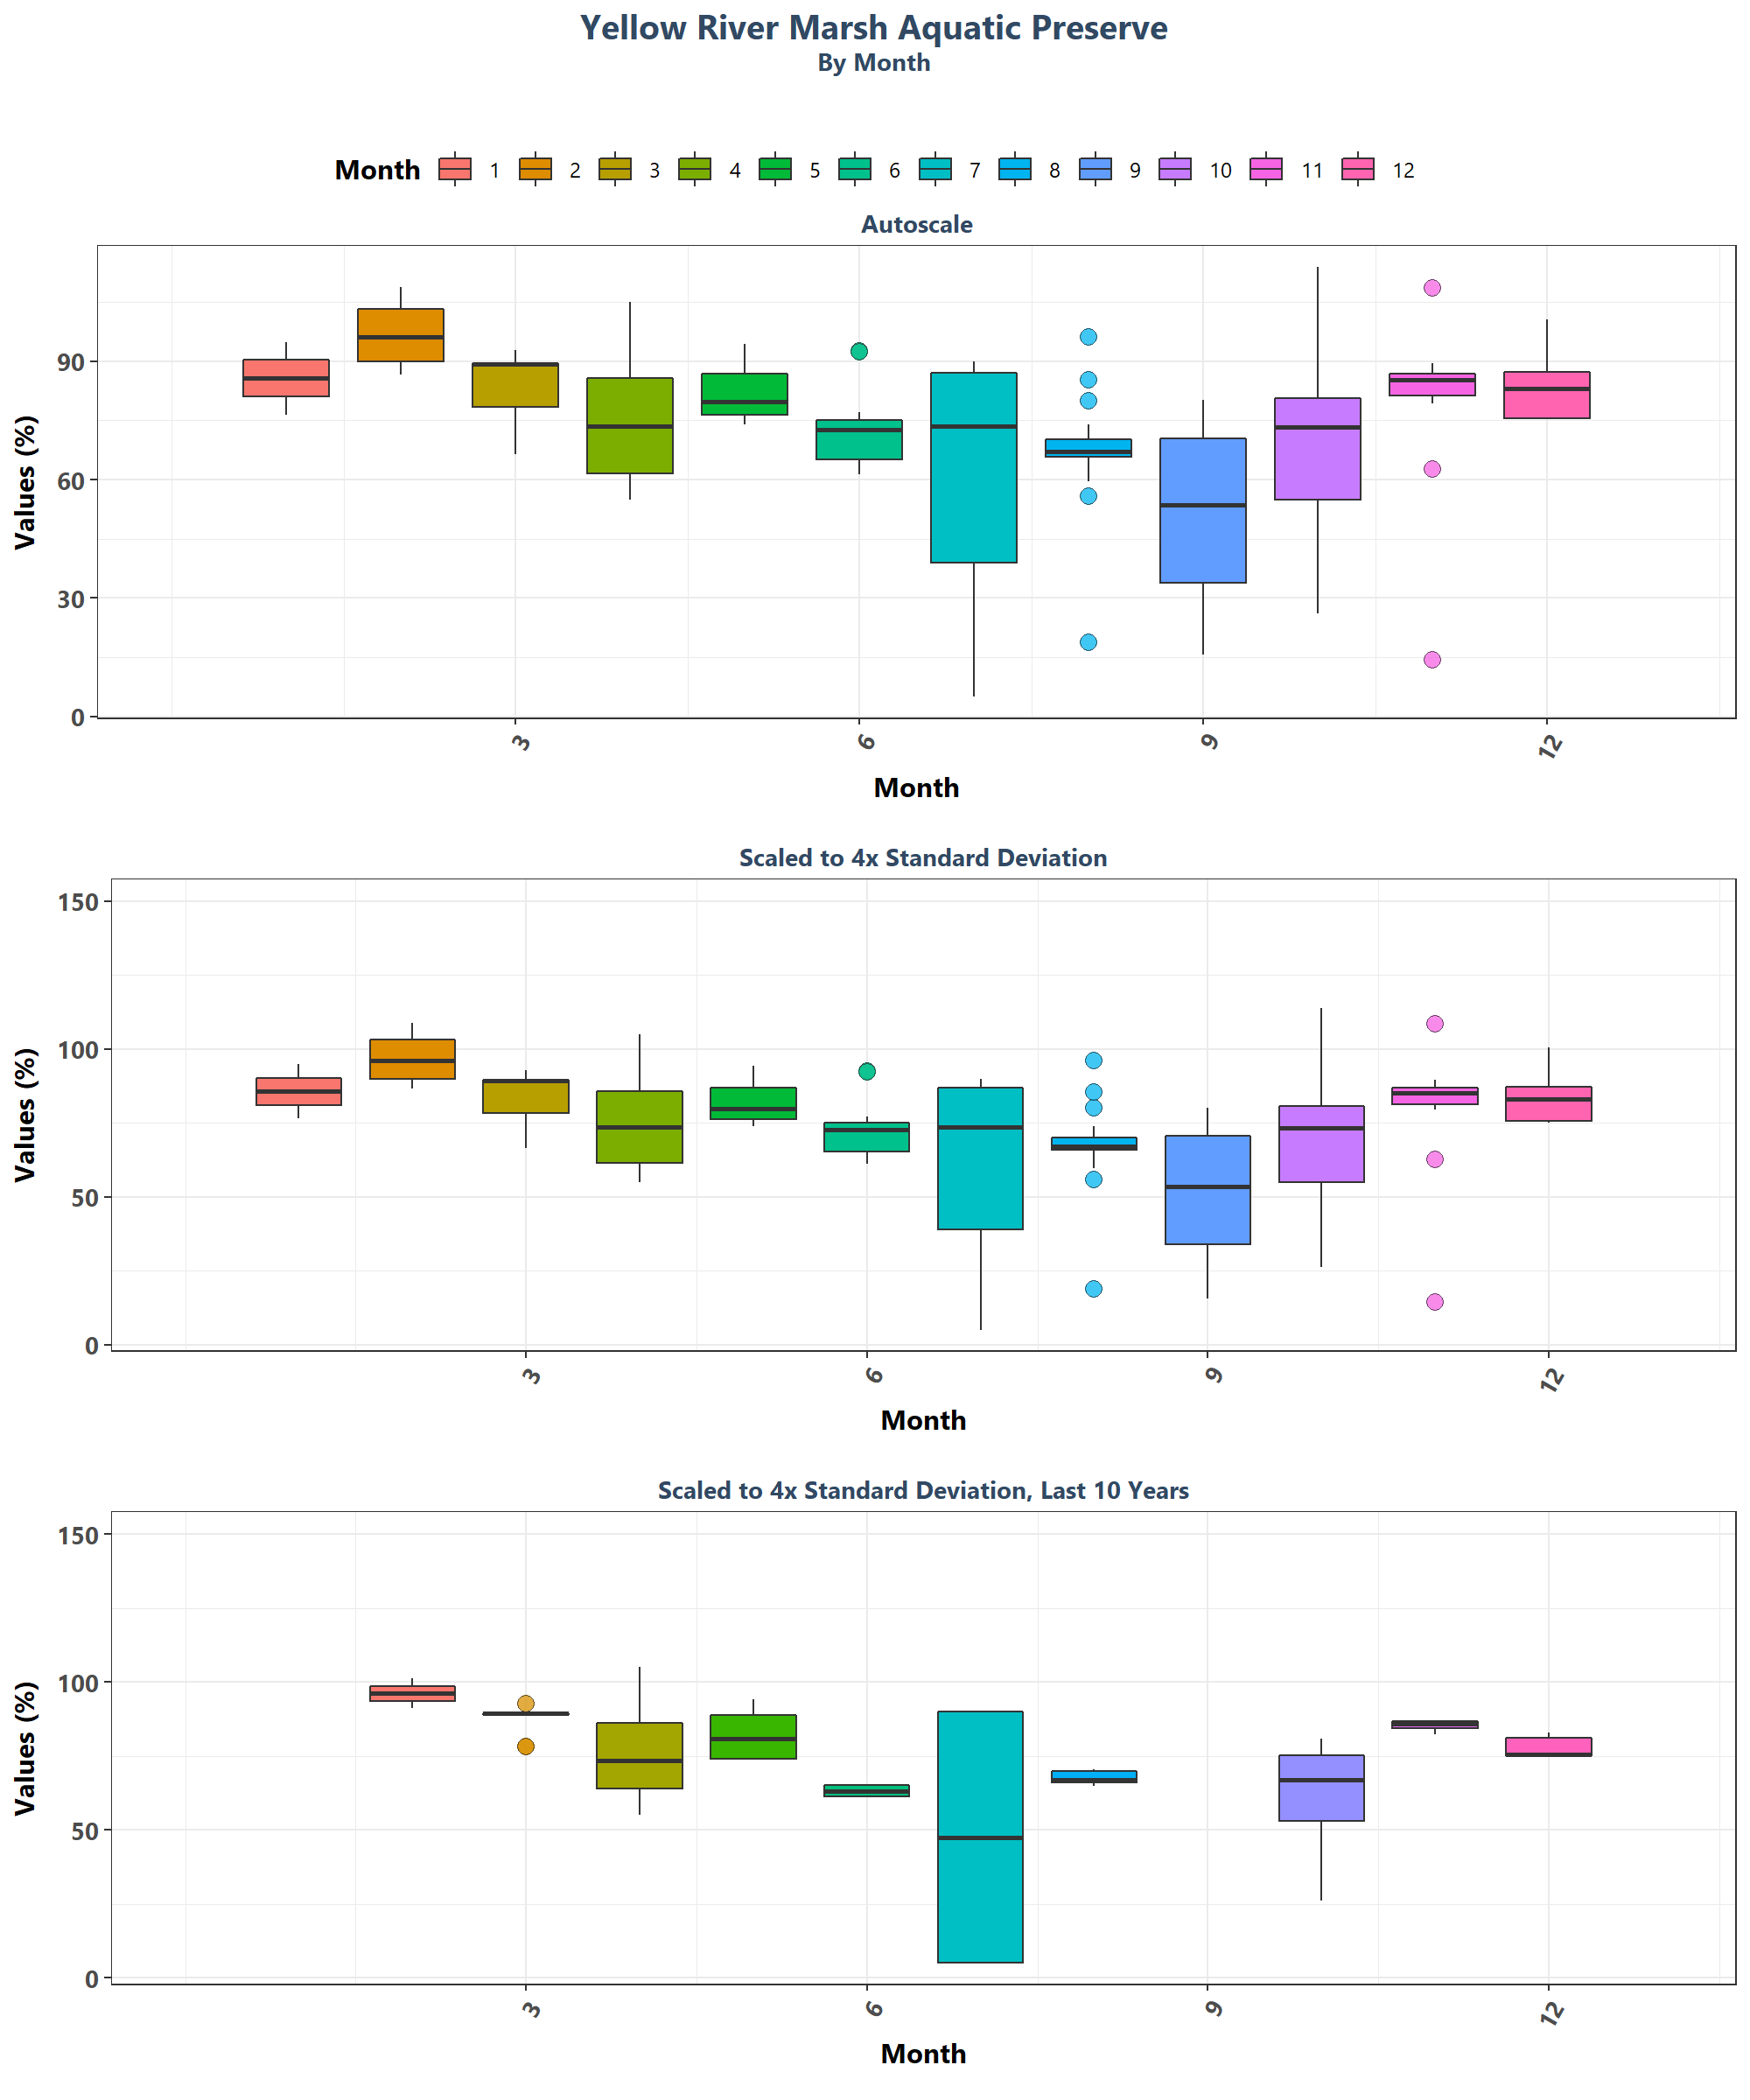 Yellow River Marsh Aquatic Preserve
By Month
Month 1 2 3 4 5 6 7 8 9 10 11 12
Autoscale
Values (%)
90
60
30
0
3 6 9 12
Month
Scaled to 4x Standard Deviation
Values (%)
150
100
50
0
3 6 9 12
Month
Scaled to 4x Standard Deviation, Last 10 Years
Values (%)
150
100
50
0
3 6 9 12
Month